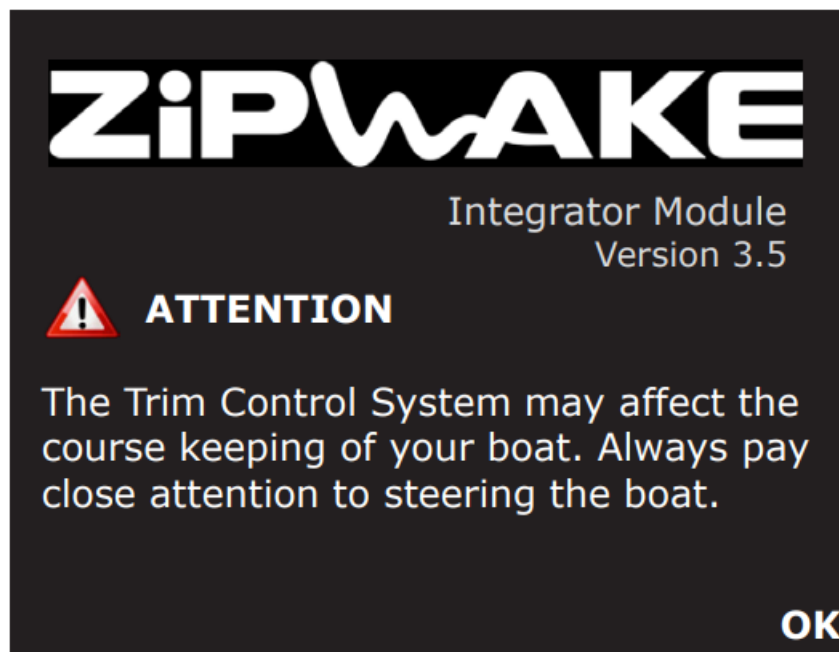 ZiPWAKE
Integrator Module
Version 3.5
ATTENTION
The Trim Control System may affect the
course keeping of your boat. Always pay
close attention to steering the boat.
OK